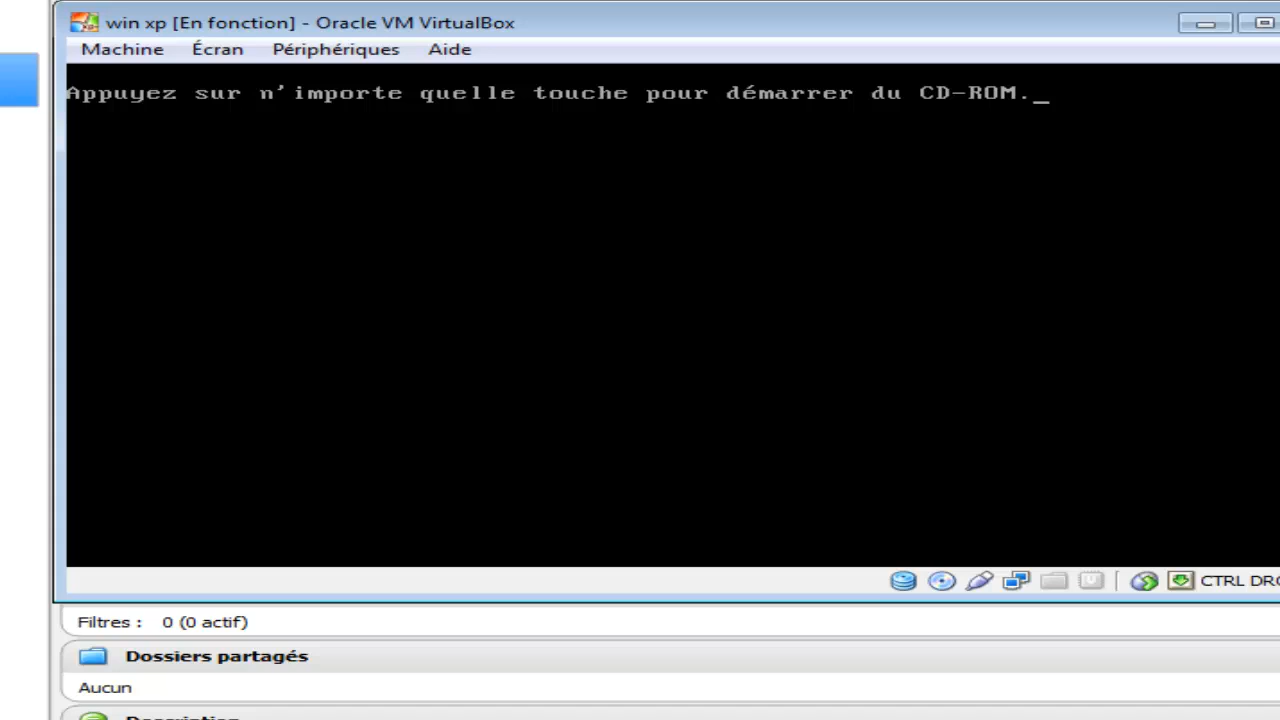 win xp [En fonction] - Oracle VM VirtualBox
Machine Écran Périphériques Aide
Appuyez sur n'importe quelle touche pour démarrer du CD-ROM._
CTRL DRO
Filtres : 0 (0 actif)
Dossiers partagés
Aucun
Description